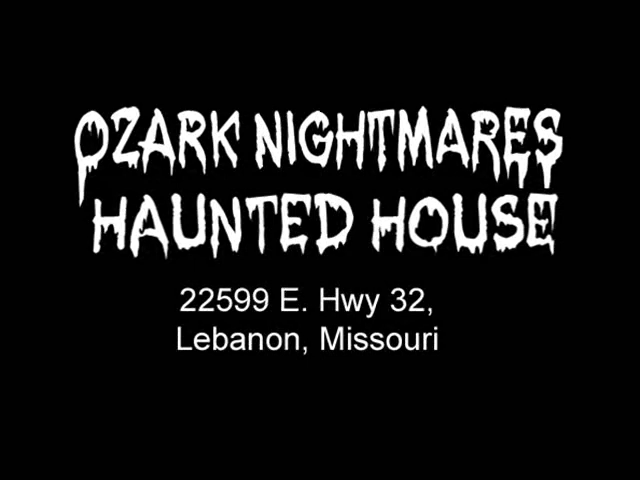 OZARK NIGHTMARES
HAUNTED HOUSE
22599 E. Hwy 32,
Lebanon, Missouri